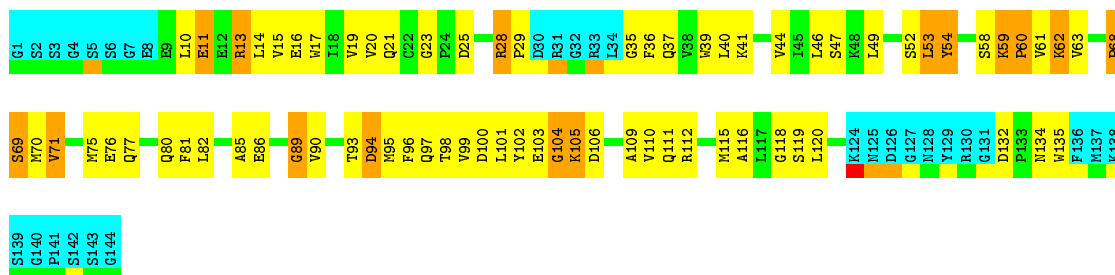 G1 S2 S3 G4 S5 S6 G7 E8 E9 L10 E11 E12 R13 L14 V15 E16 W17 I18 V19 V20 Q21 C22 G23 P24 D25 R28 P29 D30 R31 G32 R33 L34 G35 F36 Q37 V38 W39 L40 K41 V44 I45 L46 S47 K48 L49 S52 L53 Y54 S58 K59 P60 V61 K62 V63 P68
S69 M70 V71 M75 E76 Q77 Q80 F81 L82 A85 E86 G89 V90 T93 D94 M95 F96 Q97 T98 V99 D100 L101 Y102 E103 G104 K105 D106 A109 V110 Q111 R112 M115 A116 L117 G118 S119 L120 K124 N125 D126 G127 N128 Y129 R130 G131 D132 P133 N134 W135 F136 M137 K138
S139 G140 P141 S142 S143 G144